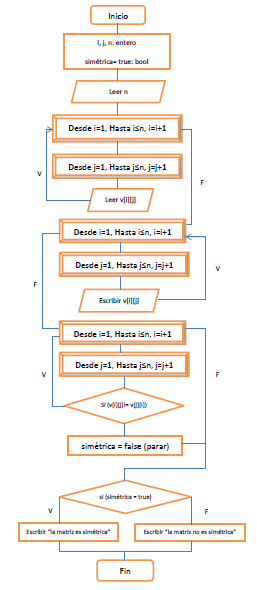 Inicio
i, j, n: entero
simétrica= true: bool
Leer n
Desde i=1, Hasta i≤n, i=i+1
Desde j=1, Hasta j≤n, j=j+1
V
F
Leer v[i][j]
Desde i=1, Hasta i≤n, i=i+1
Desde j=1, Hasta j≤n, j=j+1
V
F
Escribir v[i][j]
Desde i=1, Hasta i≤n, i=i+1
Desde j=1, Hasta j≤n, j=j+1
V
F
Si (v[i][j]!= v[j][i])
simétrica = false (parar)
si (simétrica = true)
V
F
Escribir "la matriz es simétrica"
Escribir "la matriz no es simétrica"
Fin